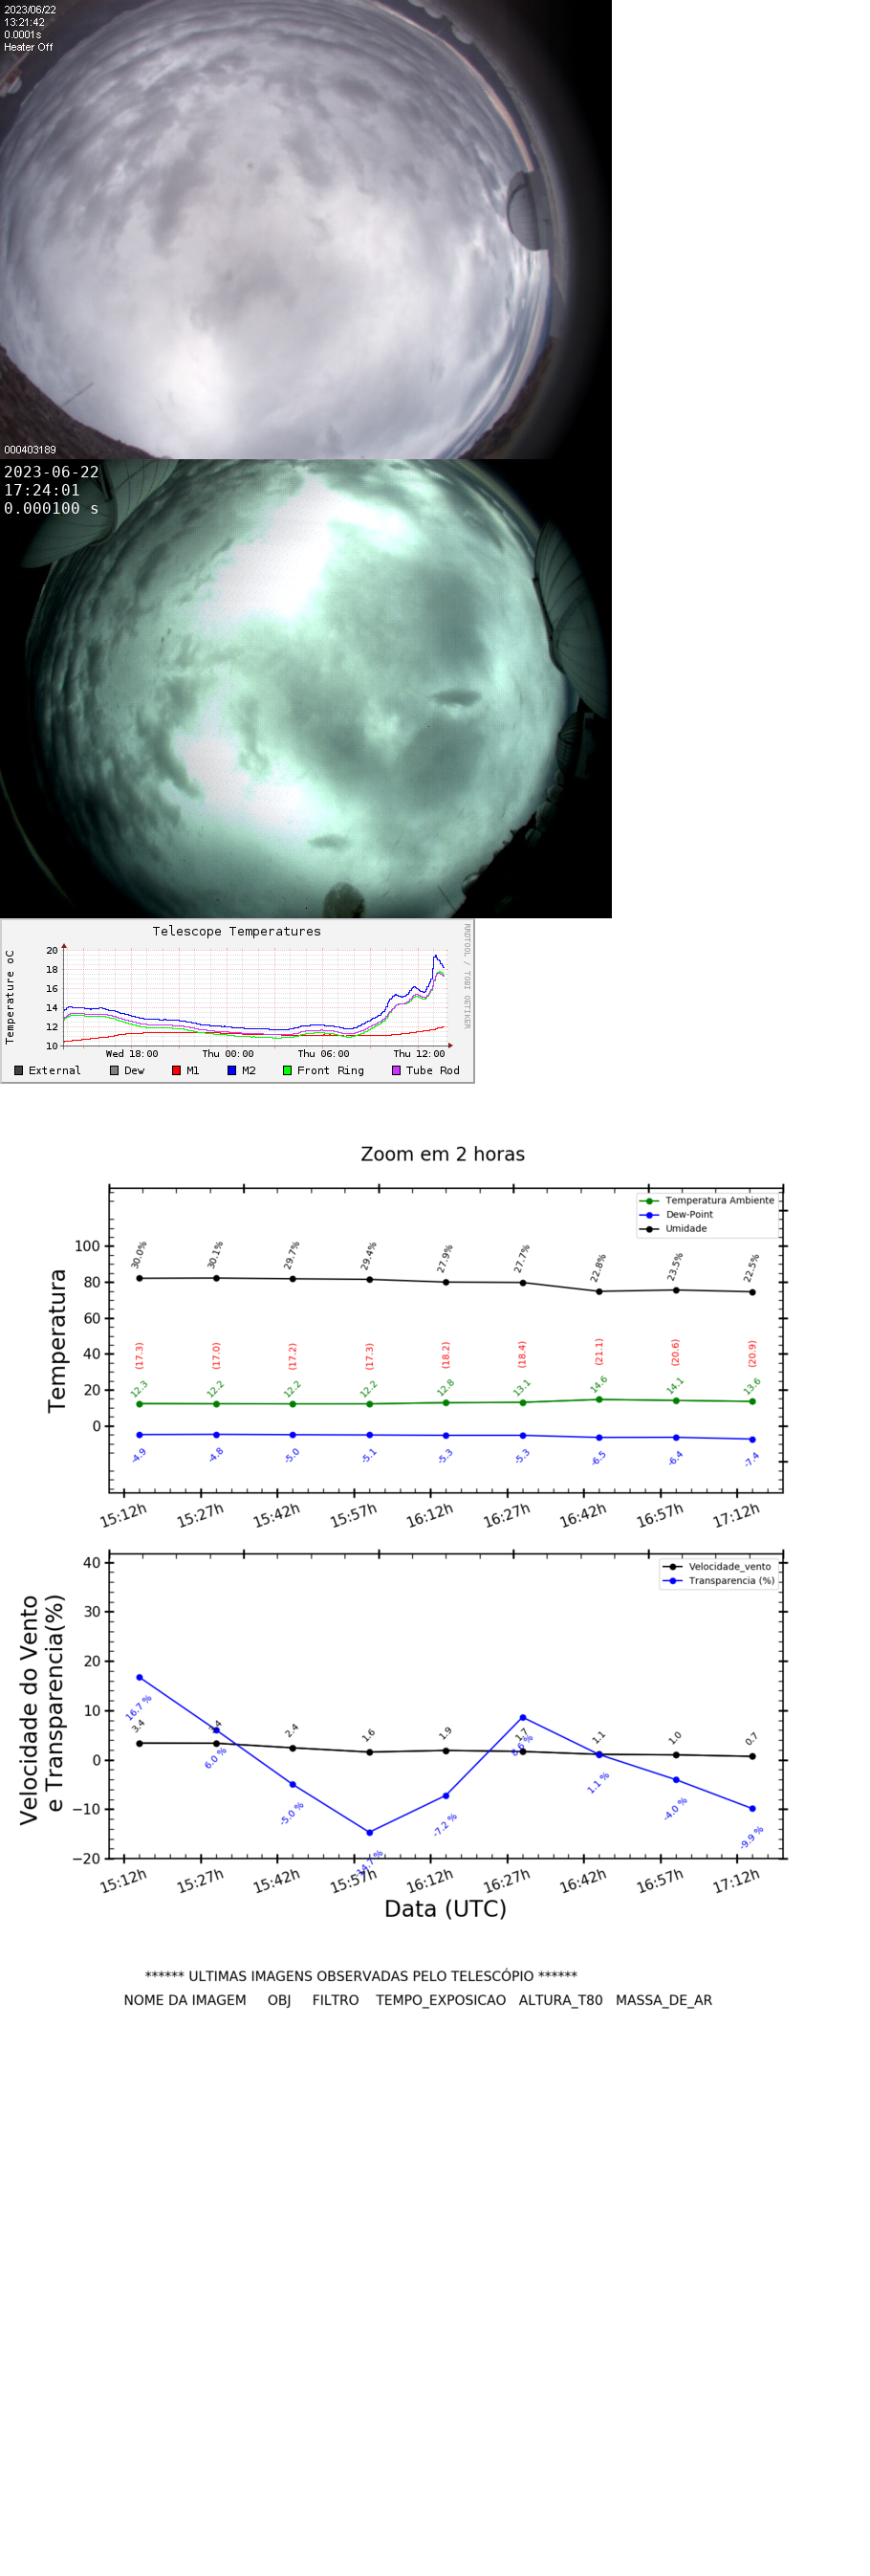 2023/06/22
13:21:42
0.0001s
Heater Off
000403189
2023-06-22
17:24:01
0.000100 s
Telescope Temperatures
RRDTOOL / TOBI OETIKER
Temperature oC
20
18
16
14
12
10
Wed 18:00 Thu 00:00 Thu 06:00 Thu 12:00
External Dew M1 M2 Front Ring Tube Rod
Zoom em 2 horas
Temperatura Ambiente
Dew-Point
Umidade
Temperatura
100
80
60
40
20
0
30.0% 30.1% 29.7% 29.4% 27.9% 27.7% 22.8% 23.5% 22.5%
(17.3) (17.0) (17.2) (17.3) (18.2) (18.4) (21.1) (20.6) (20.9)
12.3 12.2 12.2 12.2 12.8 13.1 14.6 14.1 13.6
-4.9 -4.8 -5.0 -5.1 -5.3 -5.3 -6.5 -6.4 -7.4
15:12h 15:27h 15:42h 15:57h 16:12h 16:27h 16:42h 16:57h 17:12h
Velocidade_vento
Transparencia (%)
Velocidade do Vento
e Transparencia(%)
40
30
20
10
0
−10
−20
3.4 3.4 2.4 1.6 1.9 1.7 1.1 1.0 0.7
16.7 % 6.0 % -5.0 % -14.7 % -7.2 % 8.6 % 1.1 % -4.0 % -9.9 %
15:12h 15:27h 15:42h 15:57h 16:12h 16:27h 16:42h 16:57h 17:12h
Data (UTC)
****** ULTIMAS IMAGENS OBSERVADAS PELO TELESCÓPIO ******
NOME DA IMAGEM OBJ FILTRO TEMPO_EXPOSICAO ALTURA_T80 MASSA_DE_AR